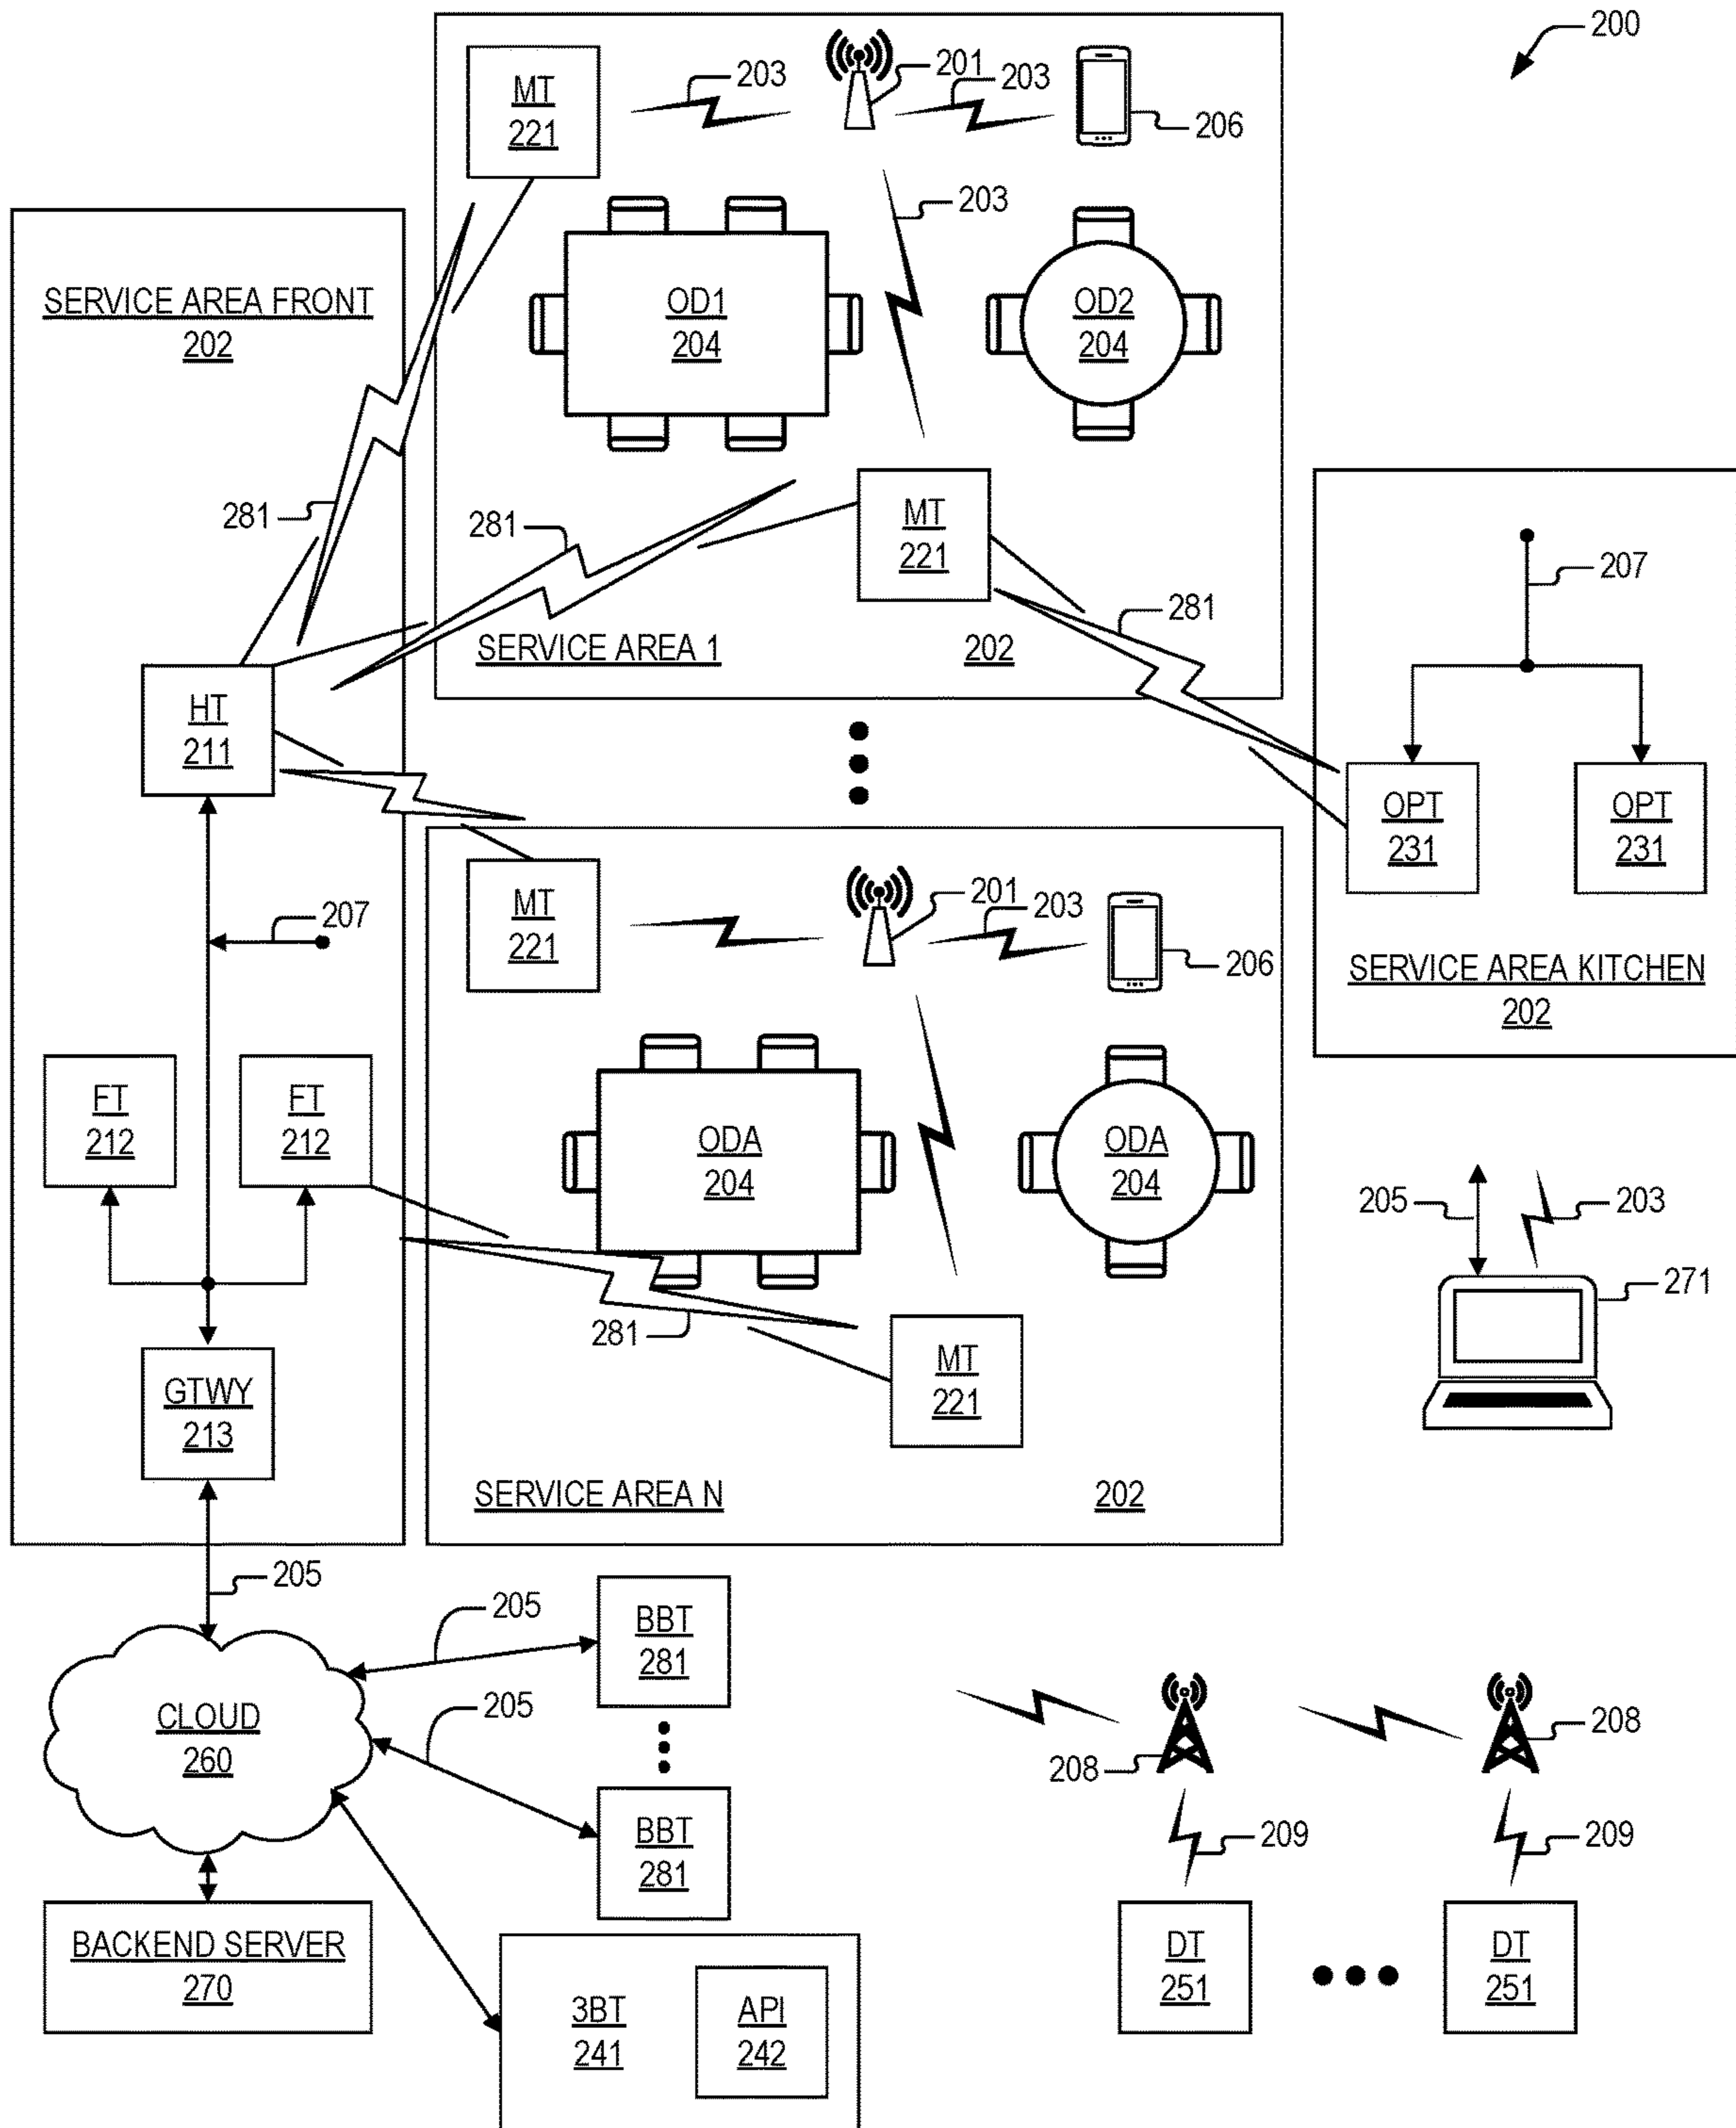 200
MT
221
203
201
203
206
203
SERVICE AREA FRONT
202
OD1
204
OD2
204
281
281
MT
221
207
281
SERVICE AREA 1
202
HT
211
OPT
231
OPT
231
MT
221
201
203
206
207
SERVICE AREA KITCHEN
202
FT
212
FT
212
ODA
204
ODA
204
205
203
271
281
MT
221
GTWY
213
SERVICE AREA N
202
205
205
BBT
281
CLOUD
260
205
208
208
BBT
281
209
209
BACKEND SERVER
270
DT
251
DT
251
3BT
241
API
242